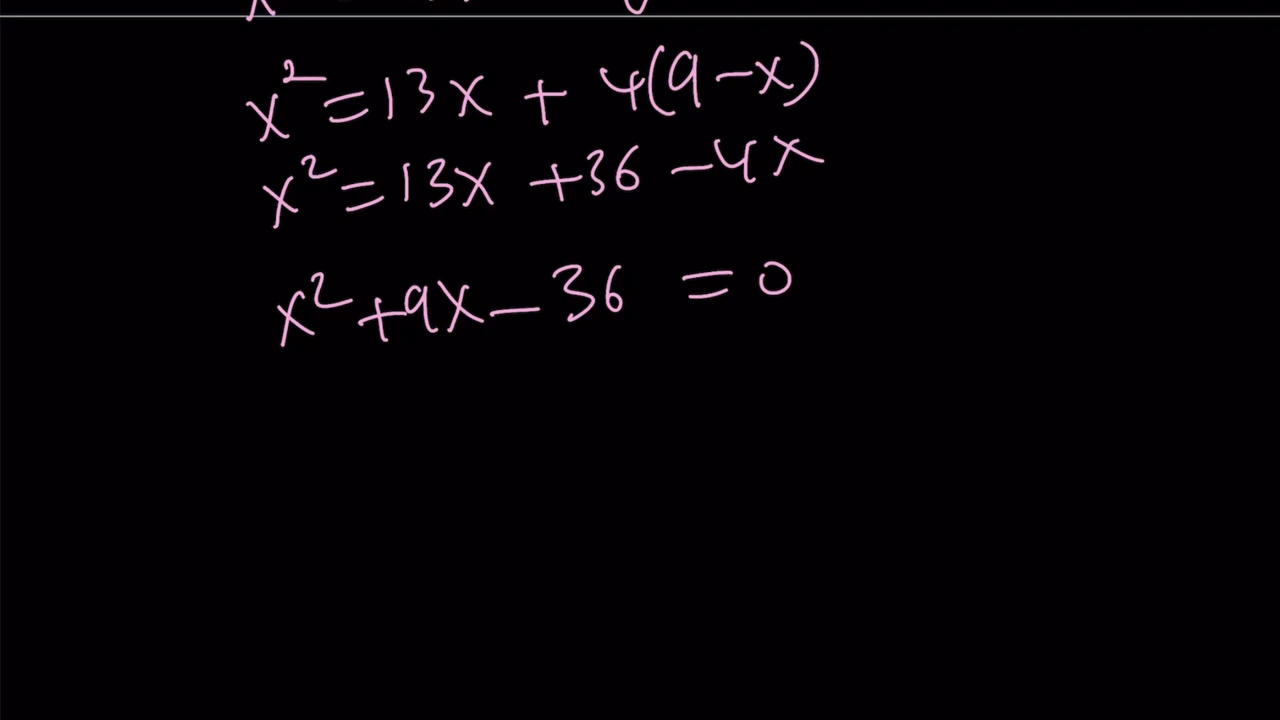 x² = 13x + 4(9 - x)
x² = 13x + 36 - 4x
x² + 9x - 36 = 0